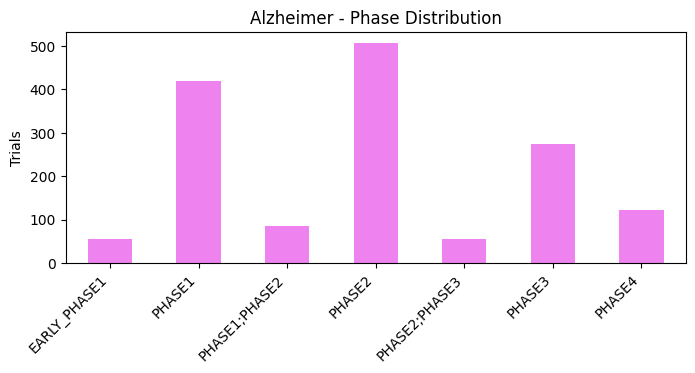 Alzheimer - Phase Distribution
Trials
500
400
300
200
100
0
EARLY_PHASE1
PHASE1
PHASE1;PHASE2
PHASE2
PHASE2;PHASE3
PHASE3
PHASE4